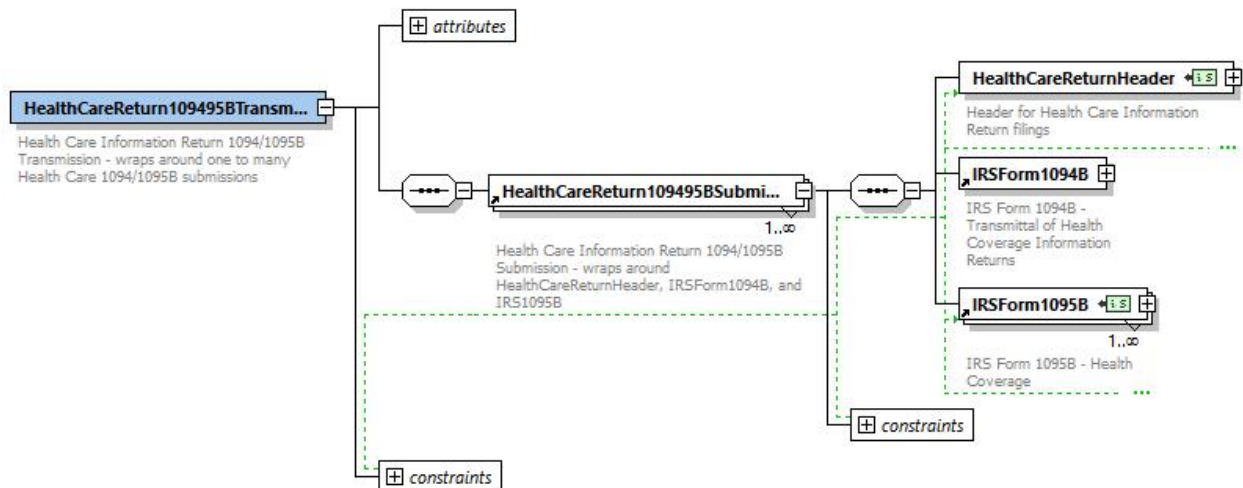 attributes
HealthCareReturn109495BTransm...
Health Care Information Return 1094/1095B
Transmission - wraps around one to many
Health Care 1094/1095B submissions
HealthCareReturn109495BSubmi...
1..∞
Health Care Information Return 1094/1095B
Submission - wraps around
HealthCareReturnHeader, IRSForm1094B, and
IRS1095B
HealthCareReturnHeader
is
Header for Health Care Information
Return filings
...
IRSForm1094B
IRS Form 1094B -
Transmittal of Health
Coverage Information
Returns
IRSForm1095B
is
1..∞
IRS Form 1095B - Health
Coverage
...
constraints
constraints